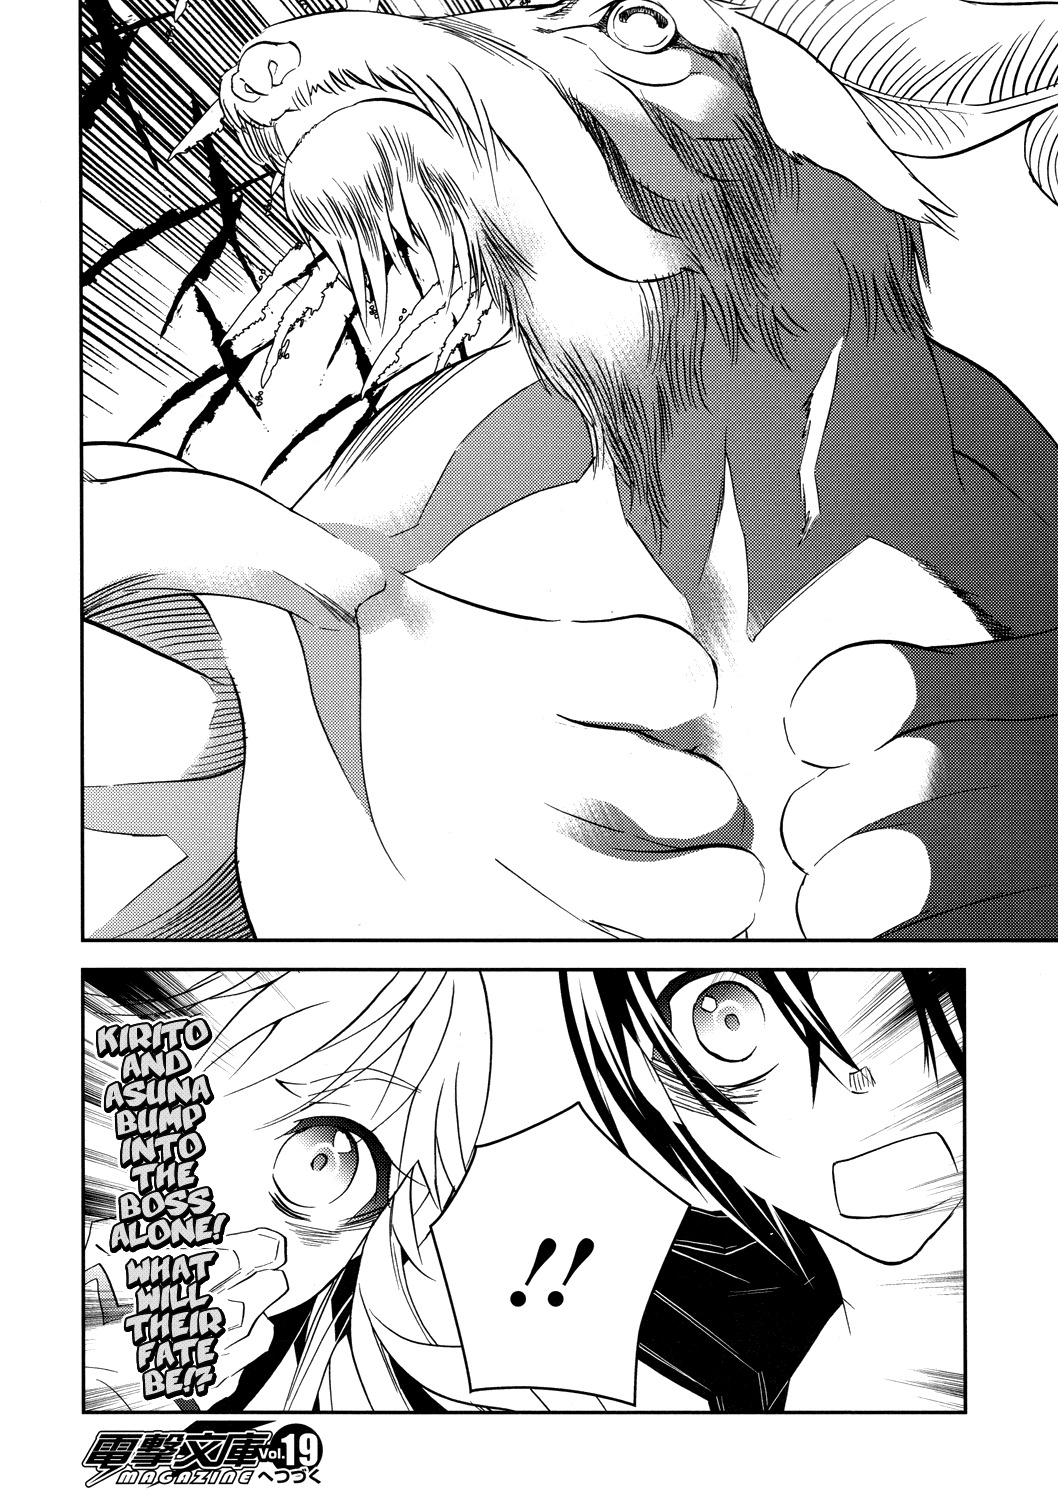 !!
KIRITO
AND
ASUNA
BUMP
INTO
THE
BOSS
ALONE!
WHAT
WILL
THEIR
FATE
BE!?
電撃文庫 Vol.19
MAGAZINE へつづく